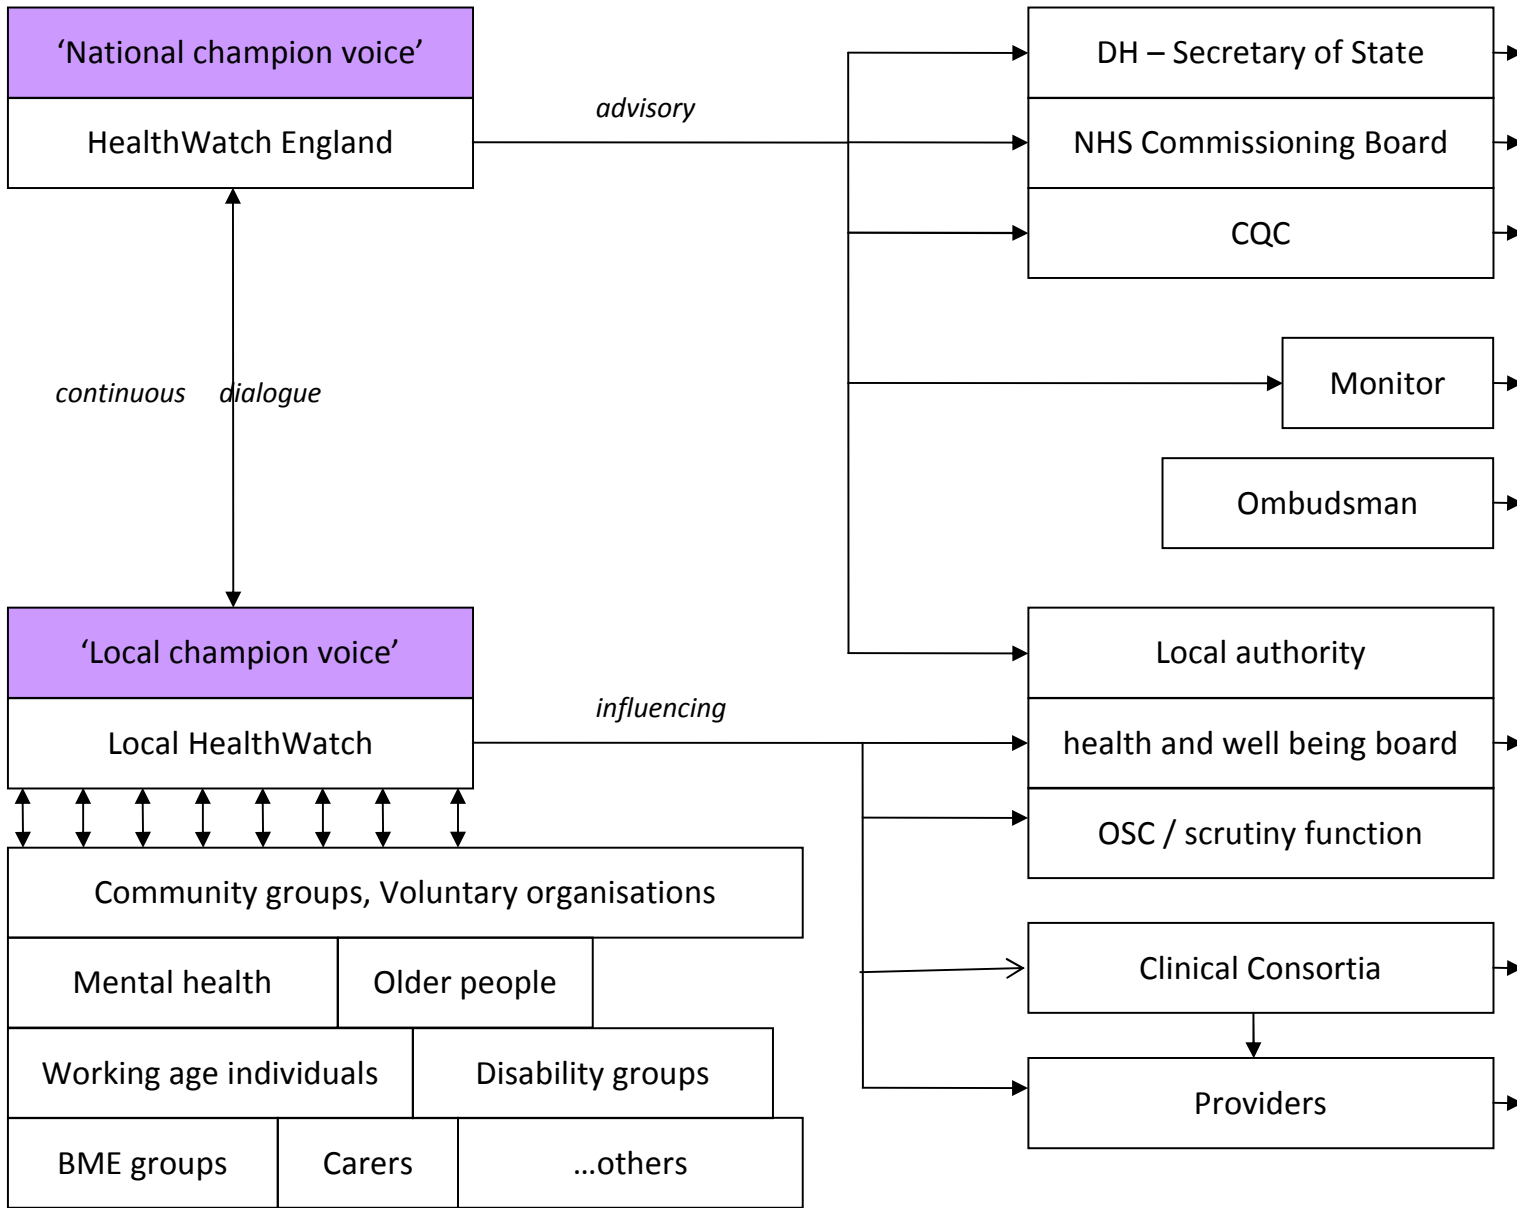 ‘National champion voice’
HealthWatch England
advisory
DH – Secretary of State
NHS Commissioning Board
CQC
continuous dialogue
Monitor
Ombudsman
‘Local champion voice’
Local HealthWatch
influencing
Local authority
health and well being board
OSC / scrutiny function
Community groups, Voluntary organisations
Mental health
Older people
Working age individuals
Disability groups
BME groups
Carers
...others
Clinical Consortia
Providers